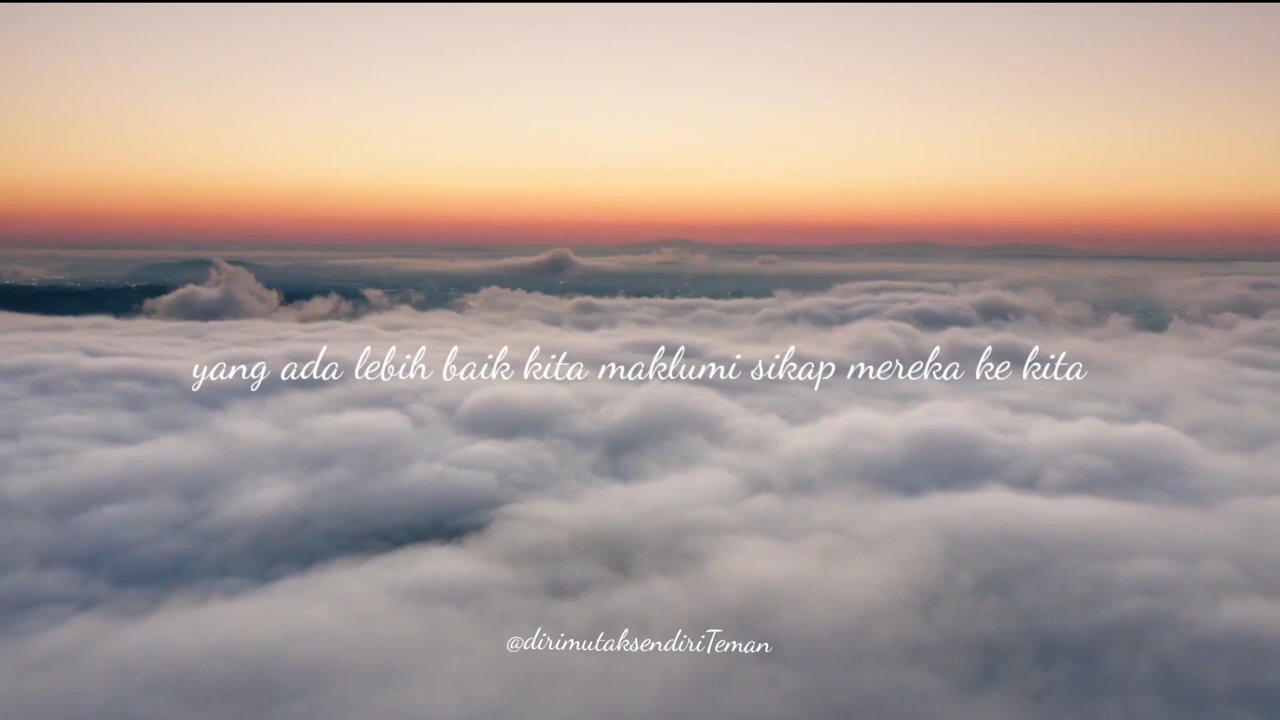 yang ada lebih baik kita maklumi sikap mereka ke kita
@dirimutaksendiriTeman